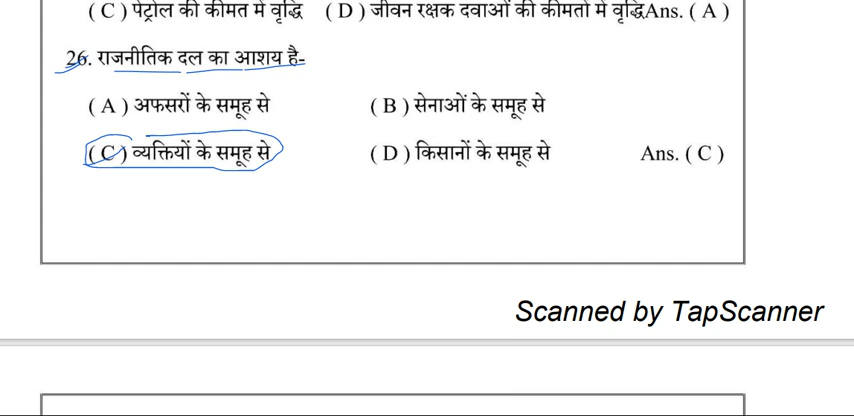 ( C ) पेट्रोल की कीमत में वृद्धि ( D ) जीवन रक्षक दवाओं की कीमतों में वृद्धिAns. ( A )
26. राजनीतिक दल का आशय है-
( A ) अफसरों के समूह से ( B ) सेनाओं के समूह से
( C ) व्यक्तियों के समूह से ( D ) किसानों के समूह से Ans. ( C )
Scanned by TapScanner